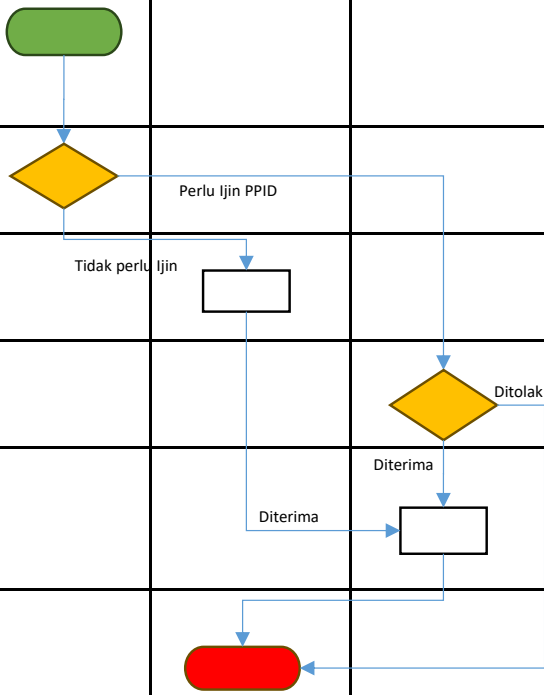 Perlu Ijin PPID
Tidak perlu Ijin
Ditolak
Diterima
Diterima